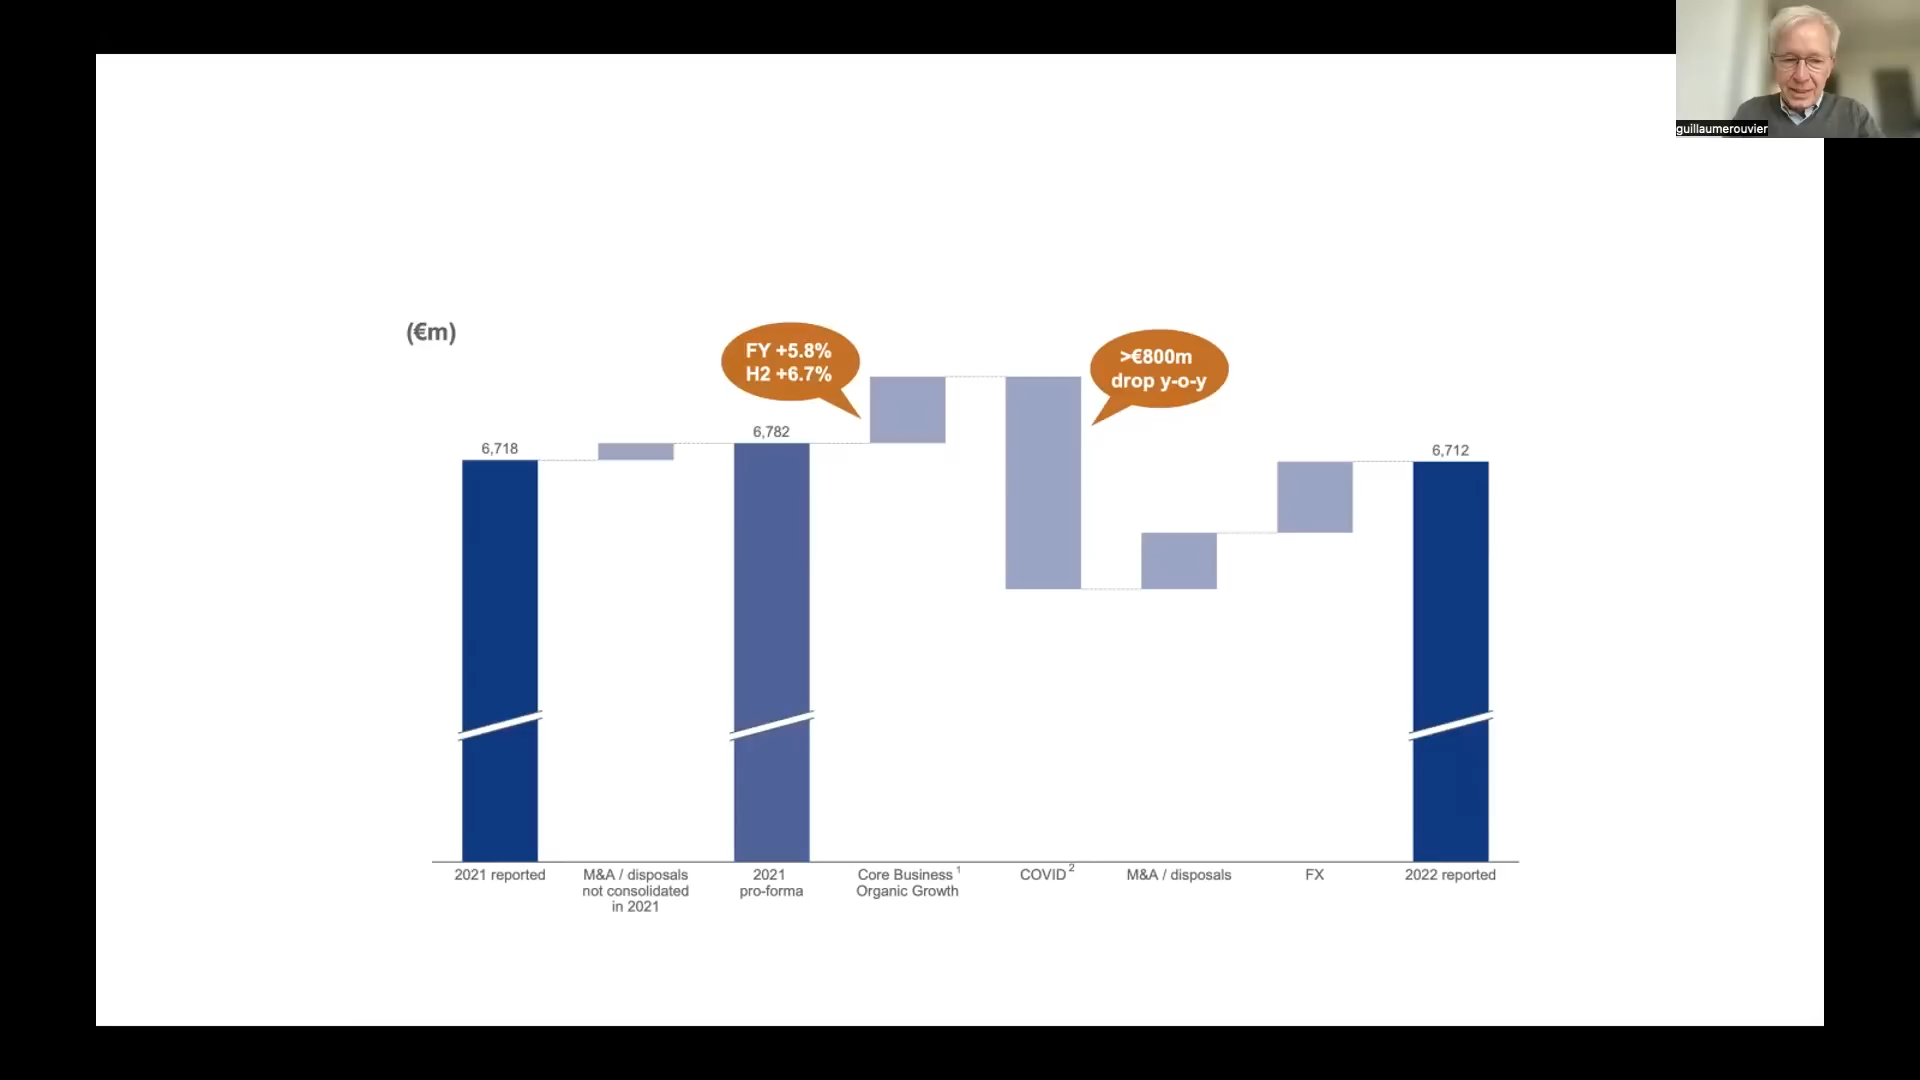 guillaumerouvier
(€m)
FY +5.8%
H2 +6.7%
>€800m
drop y-o-y
6,718
6,782
6,712
2021 reported
M&A / disposals
not consolidated
in 2021
2021
pro-forma
Core Business ¹
Organic Growth
COVID ²
M&A / disposals
FX
2022 reported